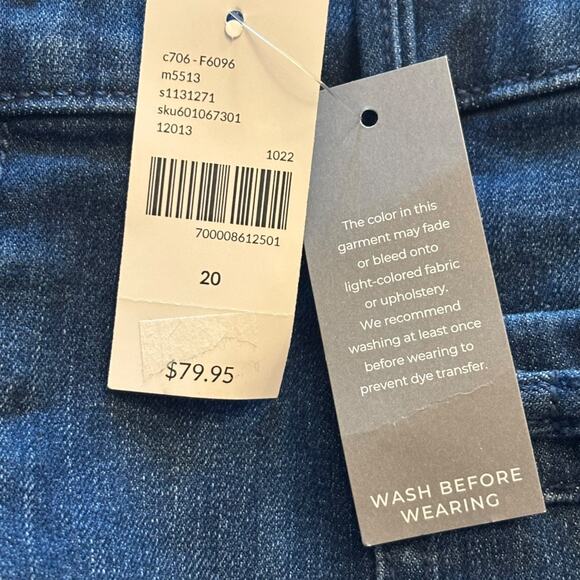 c706 - F6096
m5513
s1131271
sku601067301
12013
1022
700008612501
20
$79.95
The color in this
garment may fade
or bleed onto
light-colored fabric
or upholstery.
We recommend
washing at least once
before wearing to
prevent dye transfer.
WASH BEFORE
WEARING